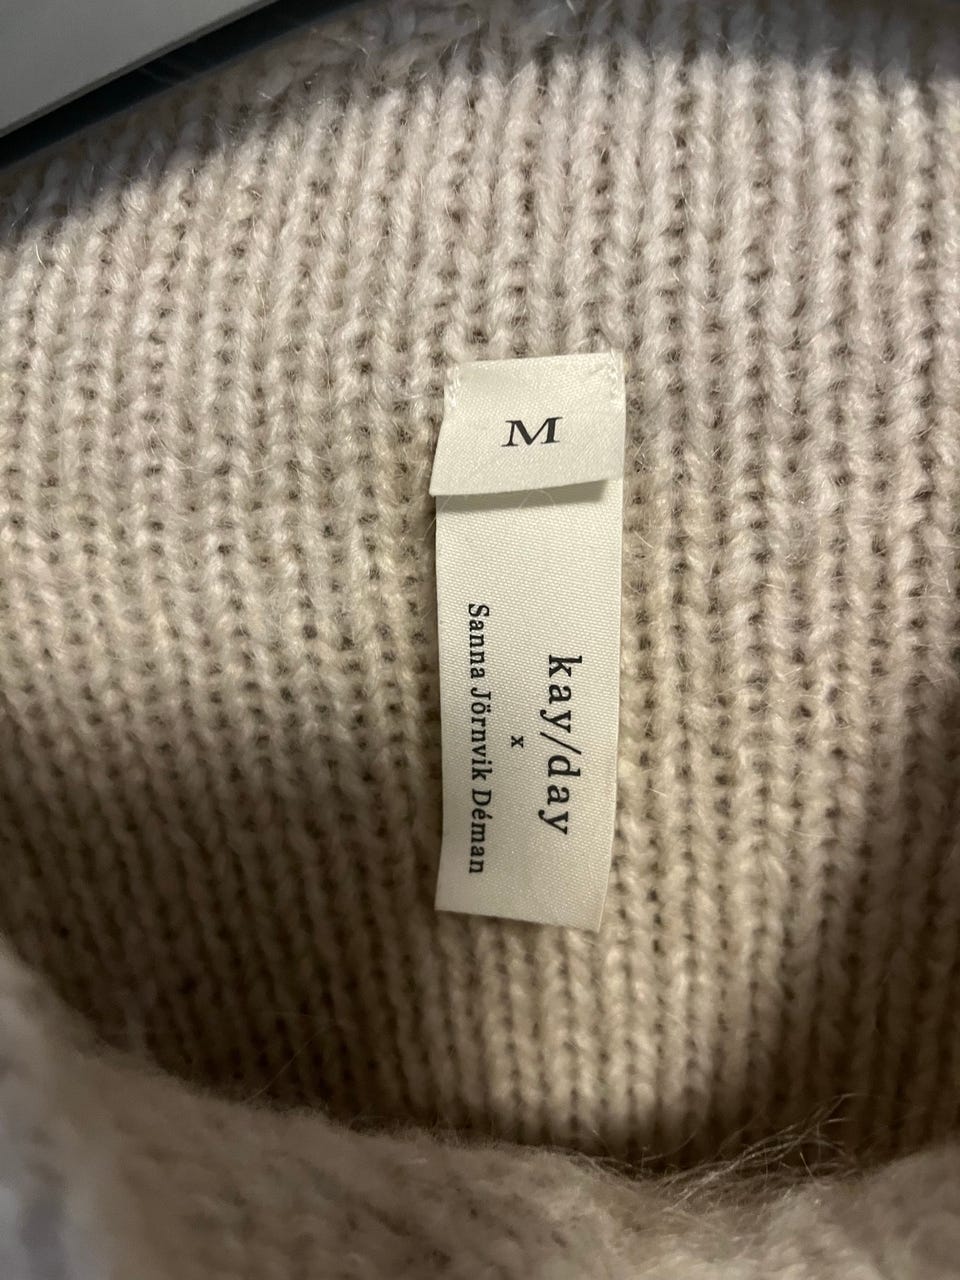 M
kay/day
x
Sanna Jörnvik Déman